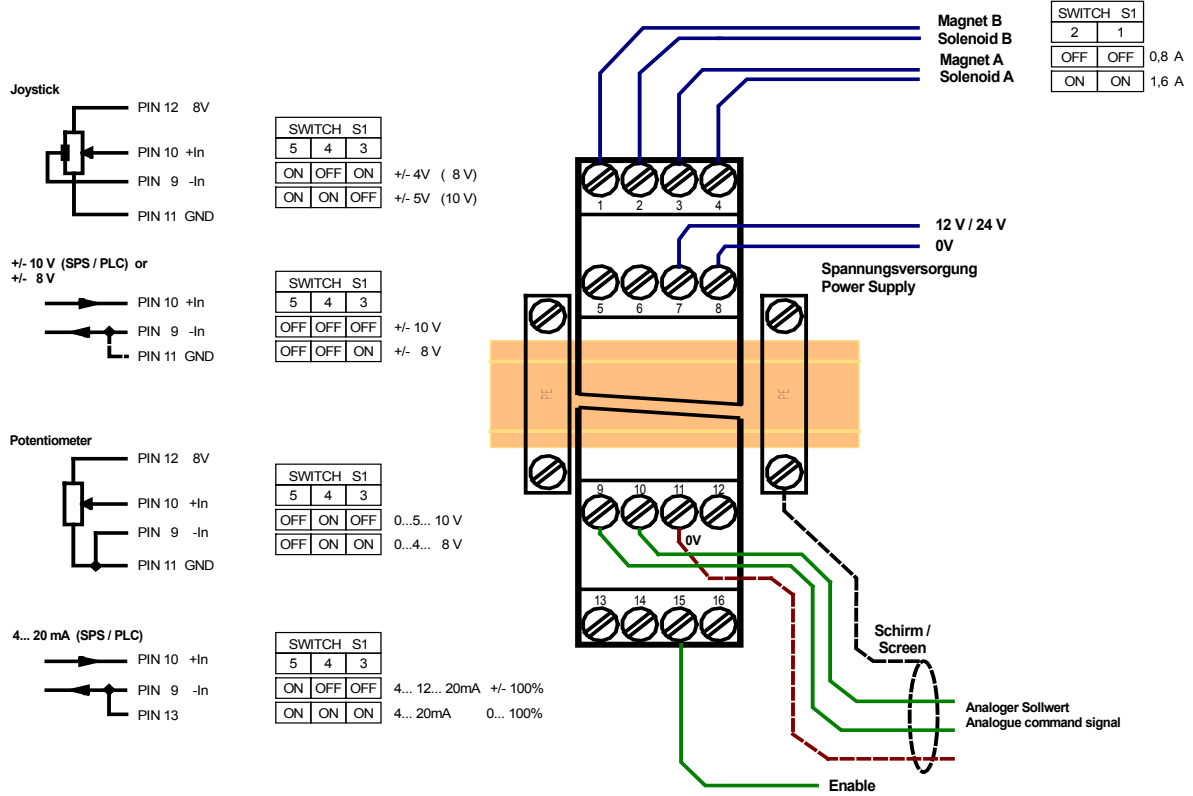 Magnet B
Solenoid B
Magnet A
Solenoid A
SWITCH S1
2 1
OFF OFF 0,8 A
ON ON 1,6 A
Joystick
PIN 12 8V
PIN 10 +In
PIN 9 -In
PIN 11 GND
SWITCH S1
5 4 3
ON OFF ON +/- 4V ( 8 V)
ON ON OFF +/- 5V (10 V)
1 2 3 4
12 V / 24 V
0V
Spannungsversorgung
Power Supply
5 6 7 8
+/- 10 V (SPS / PLC) or
+/- 8 V
PIN 10 +In
PIN 9 -In
PIN 11 GND
SWITCH S1
5 4 3
OFF OFF OFF +/- 10 V
OFF OFF ON +/- 8 V
PE
PE
Potentiometer
PIN 12 8V
PIN 10 +In
PIN 9 -In
PIN 11 GND
SWITCH S1
5 4 3
OFF ON OFF 0...5... 10 V
OFF ON ON 0...4... 8 V
9 10 11 12
0V
13 14 15 16
4... 20 mA (SPS / PLC)
PIN 10 +In
PIN 9 -In
PIN 13
SWITCH S1
5 4 3
ON OFF OFF 4... 12... 20mA +/- 100%
ON ON ON 4... 20mA 0... 100%
Schirm /
Screen
Analoger Sollwert
Analogue command signal
Enable